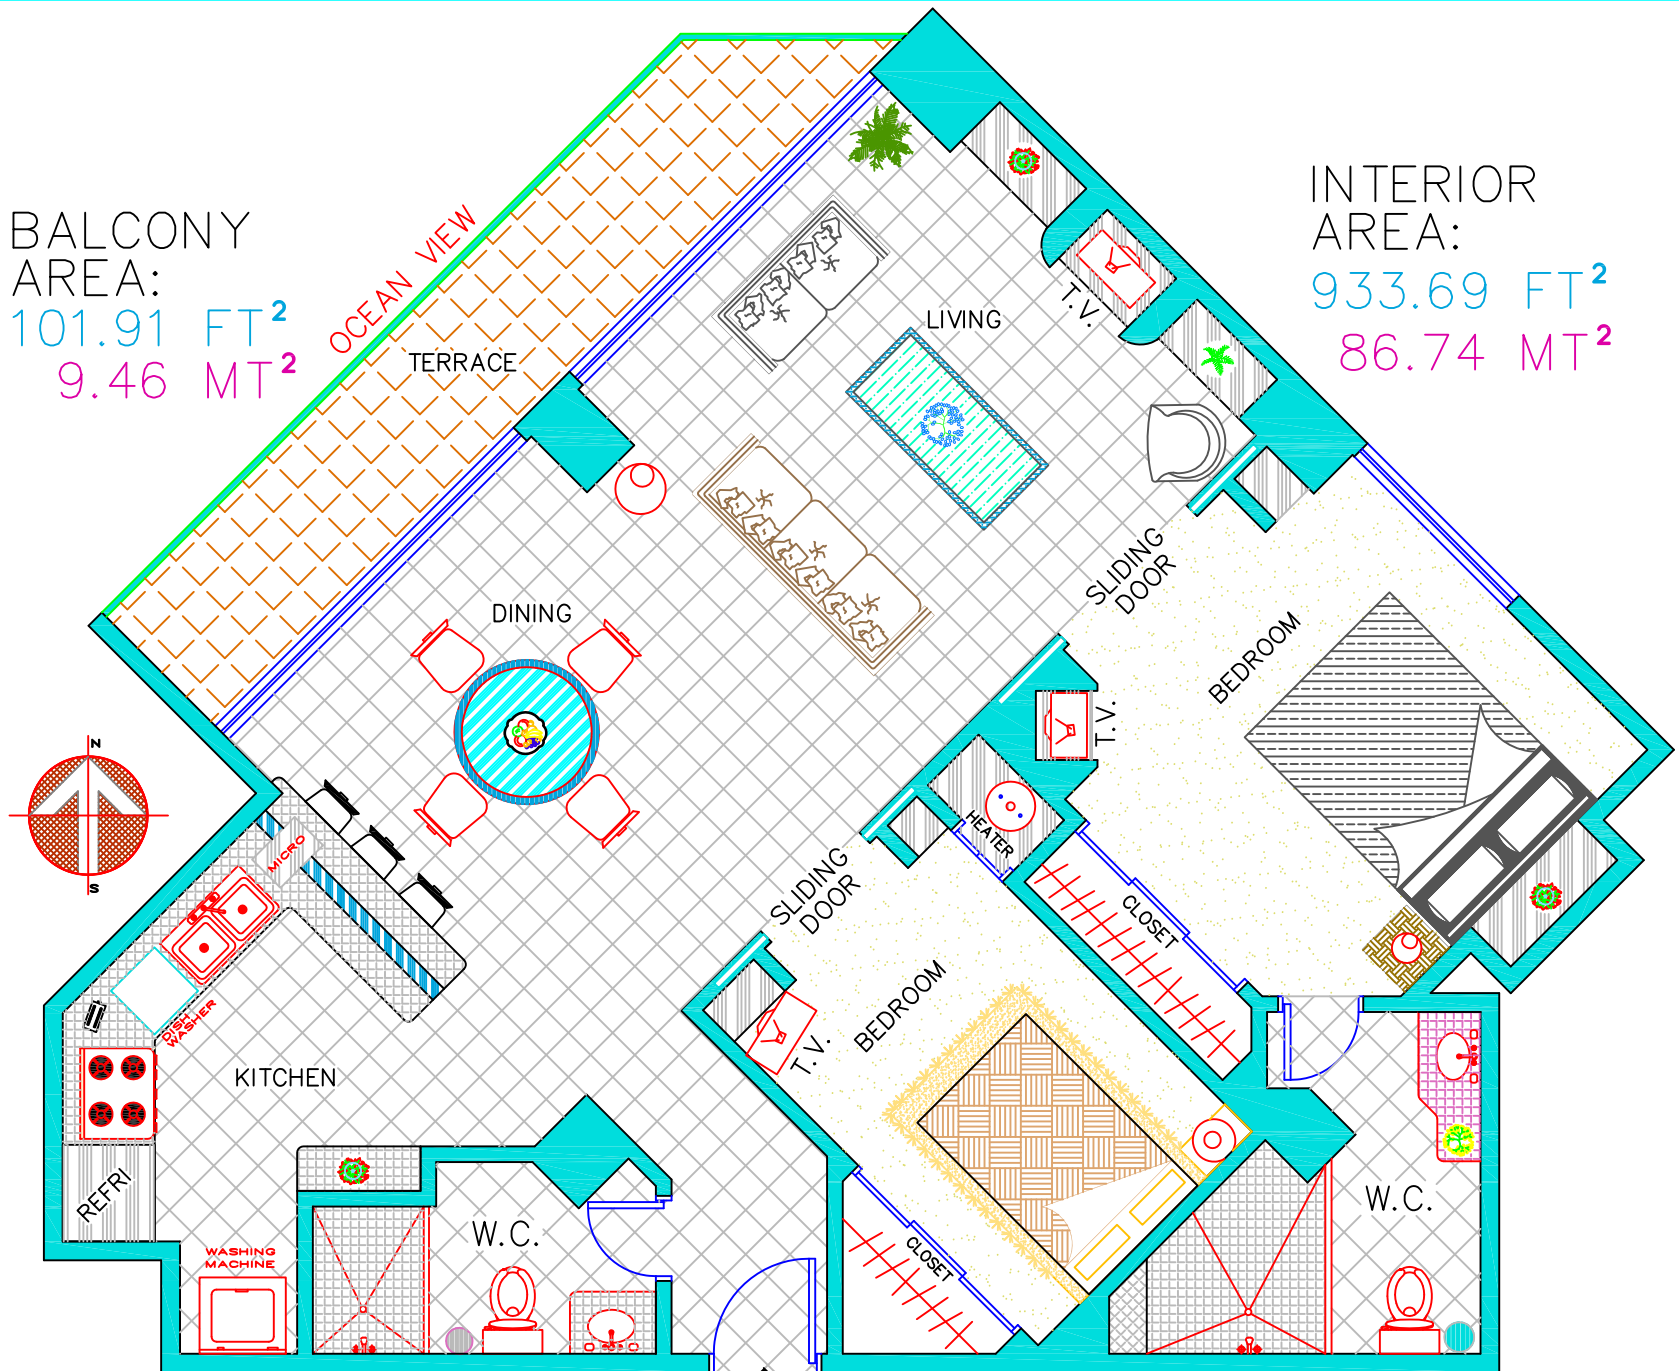 BALCONY
AREA:
101.91 FT²
9.46 MT²
OCEAN VIEW
TERRACE
INTERIOR
AREA:
933.69 FT²
86.74 MT²
LIVING
T.V.
DINING
SLIDING
DOOR
BEDROOM
T.V.
HEATER
CLOSET
SLIDING
DOOR
BEDROOM
T.V.
CLOSET
N
S
MICRO
DISH
WASHER
KITCHEN
REFRI
WASHING
MACHINE
W.C.
W.C.